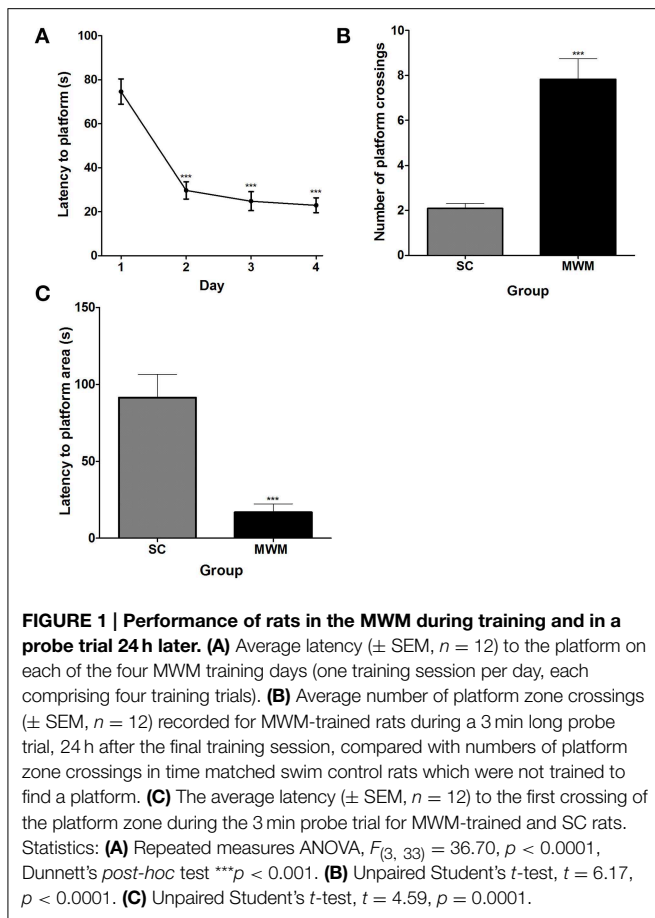 A
Latency to platform (s)
100
80
60
40
20
0
***
***
***
1 2 3 4
Day
B
Number of platform crossings
10
8
6
4
2
0
***
SC MWM
Group
C
Latency to platform area (s)
150
100
50
0
***
SC MWM
Group
FIGURE 1 | Performance of rats in the MWM during training and in a
probe trial 24 h later. (A) Average latency (± SEM, n = 12) to the platform on
each of the four MWM training days (one training session per day, each
comprising four training trials). (B) Average number of platform zone crossings
(± SEM, n = 12) recorded for MWM-trained rats during a 3 min long probe
trial, 24 h after the final training session, compared with numbers of platform
zone crossings in time matched swim control rats which were not trained to
find a platform. (C) The average latency (± SEM, n = 12) to the first crossing of
the platform zone during the 3 min probe trial for MWM-trained and SC rats.
Statistics: (A) Repeated measures ANOVA, F(3, 33) = 36.70, p < 0.0001,
Dunnett's post-hoc test ***p < 0.001. (B) Unpaired Student's t-test, t = 6.17,
p < 0.0001. (C) Unpaired Student's t-test, t = 4.59, p = 0.0001.